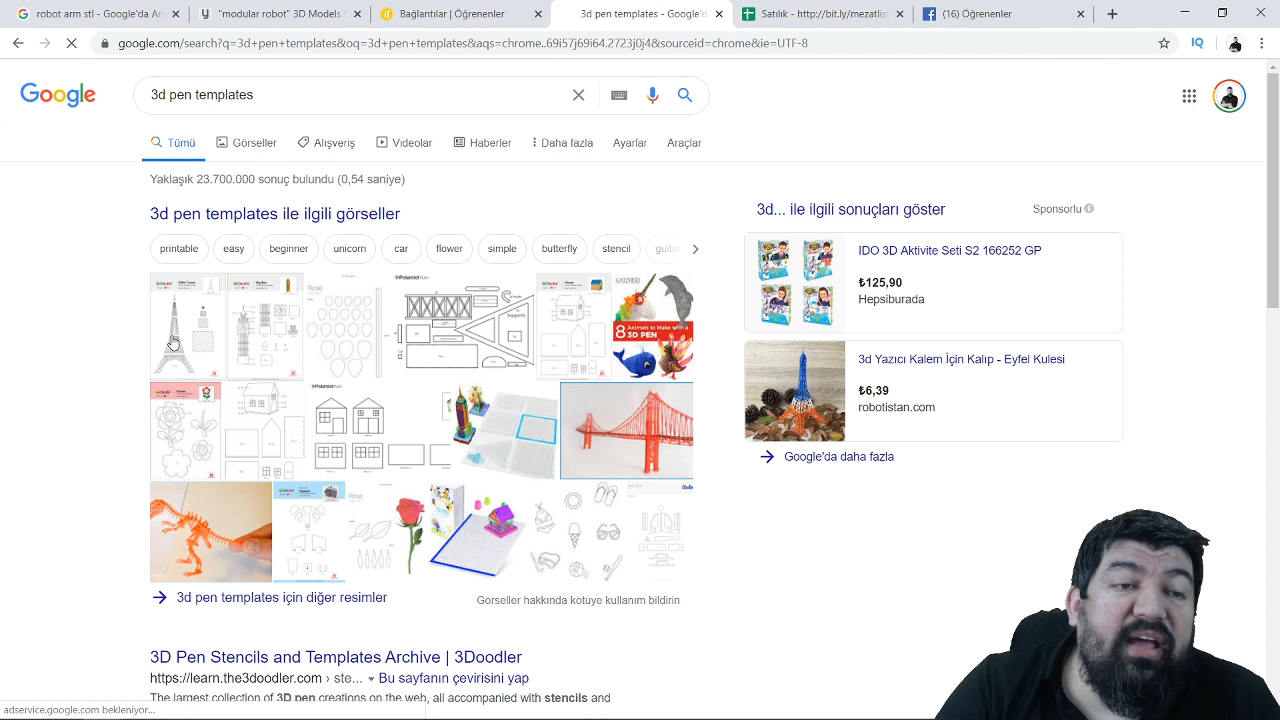 robot arm stl - Google'da Ara
"modular robot" 3D Models t
Bağlantılar | Öğrenenler
3d pen templates - Google'd
Satılık - http://bit.ly/mezatlis
(16) Öğrenenler
google.com/search?q=3d+pen+templates&oq=3d+pen+templates&aqs=chrome..69i57j69i64.2723j0j4&sourceid=chrome&ie=UTF-8
Google
3d pen templates
Tümü
Görseller
Alışveriş
Videolar
Haberler
Daha fazla
Ayarlar
Araçlar
Yaklaşık 23.700.000 sonuç bulundu (0,54 saniye)
3d pen templates ile ilgili görseller
printable
easy
beginner
unicorn
car
flower
simple
butterfly
stencil
guitar
8 Animals to Make with a
3D PEN
3d pen templates için diğer resimler
Görseller hakkında kötüye kullanım bildirin
3D Pen Stencils and Templates Archive | 3Doodler
https://learn.the3doodler.com › ste... Bu sayfanın çevirisini yap
The largest collection of 3D pen creations on the web, all accompanied with stencils and
3d... ile ilgili sonuçları göster
Sponsorlu
IDO 3D Aktivite Seti S2 166252 GP
₺125,90
Hepsiburada
3d Yazıcı Kalem İçin Kalıp - Eyfel Kulesi
₺6,39
robotistan.com
Google'da daha fazla
adservice.google.com bekleniyor...